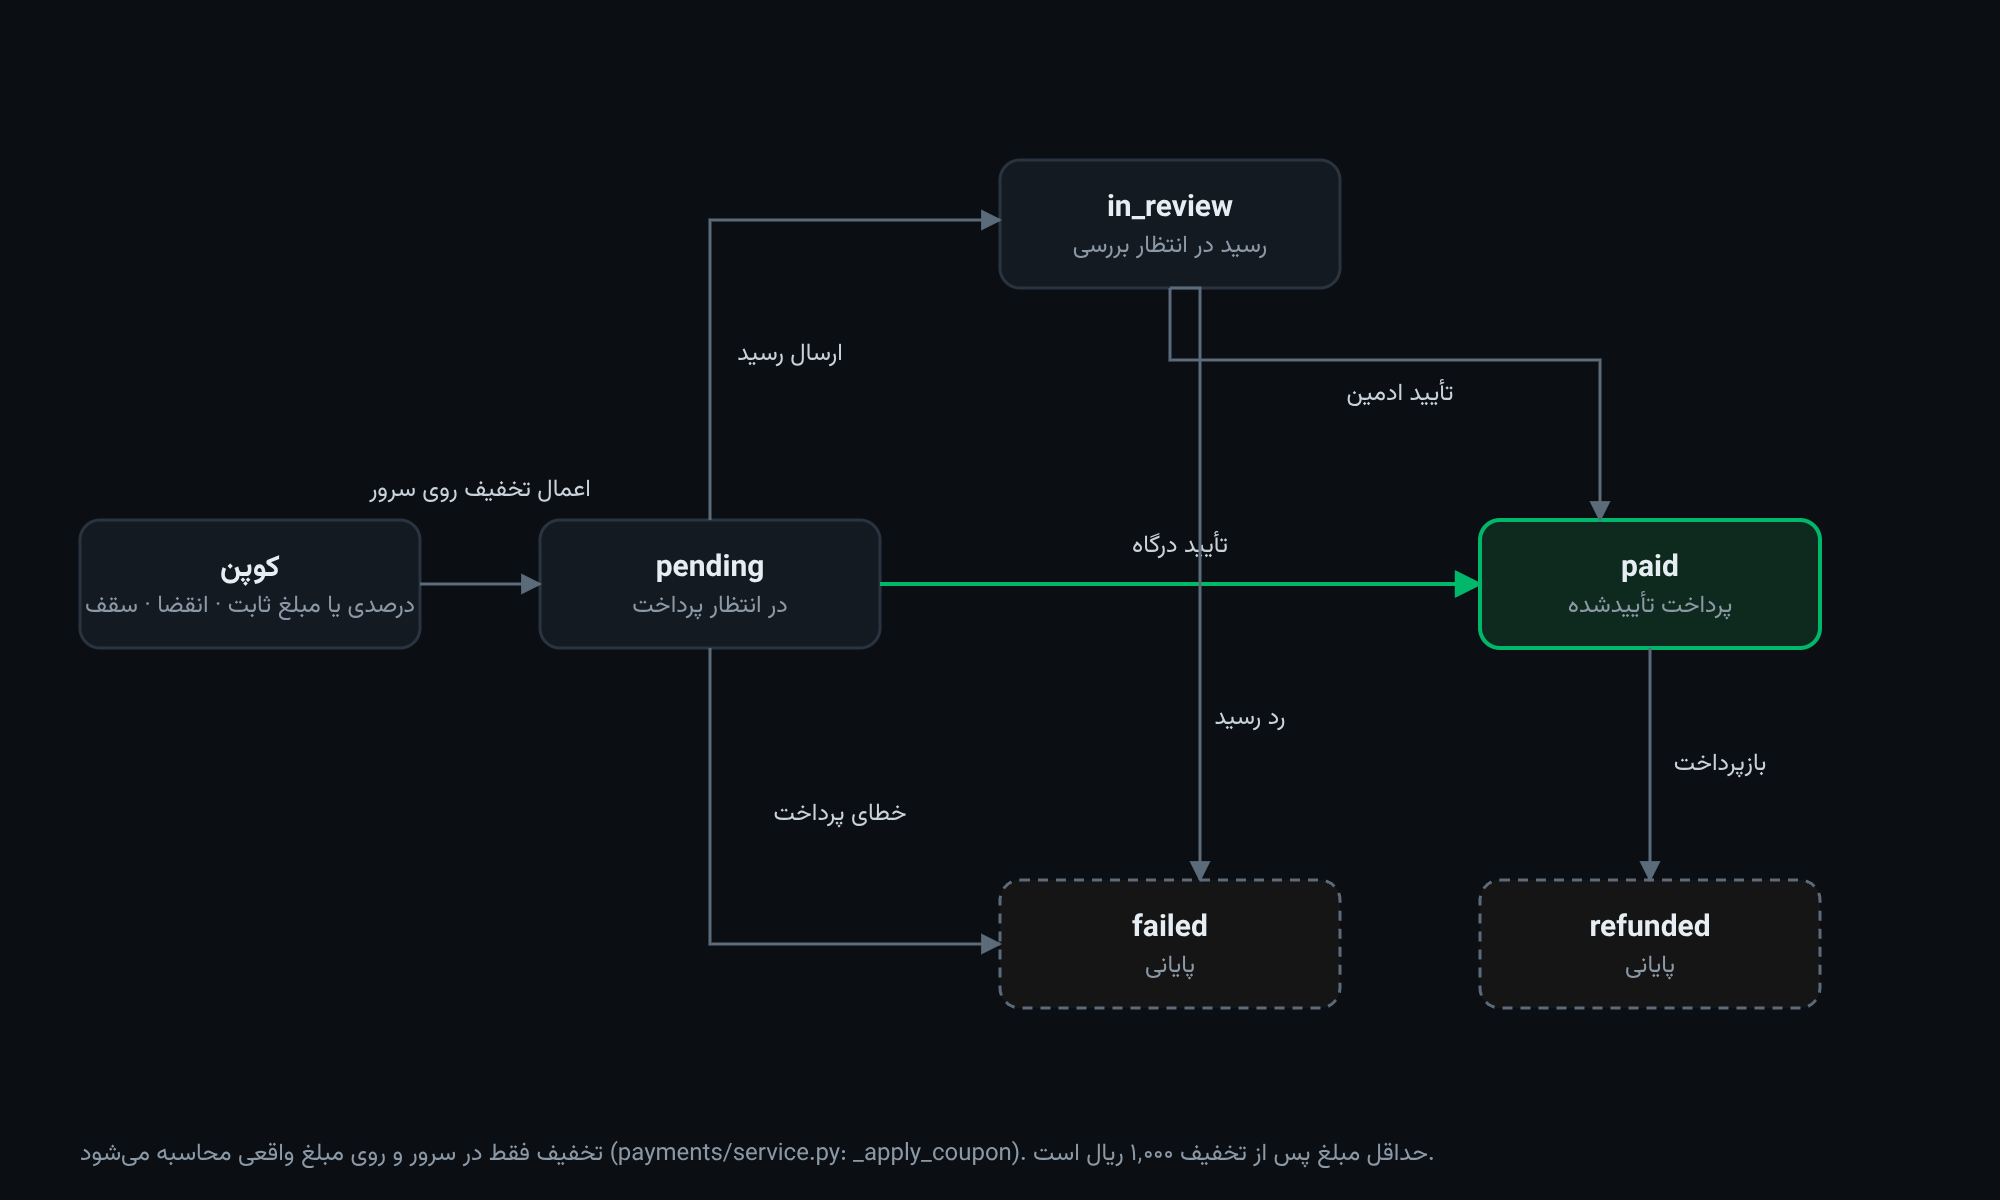 in_review
رسید در انتظار بررسی
ارسال رسید
تأیید ادمین
اعمال تخفیف روی سرور
کوپن
درصدی یا مبلغ ثابت · انقضا · سقف
pending
در انتظار پرداخت
تأیید درگاه
paid
پرداخت تأییدشده
رد رسید
بازپرداخت
خطای پرداخت
failed
پایانی
refunded
پایانی
تخفیف فقط در سرور و روی مبلغ واقعی محاسبه می‌شود (payments/service.py: _apply_coupon). حداقل مبلغ پس از تخفیف ۱,۰۰۰ ریال است.